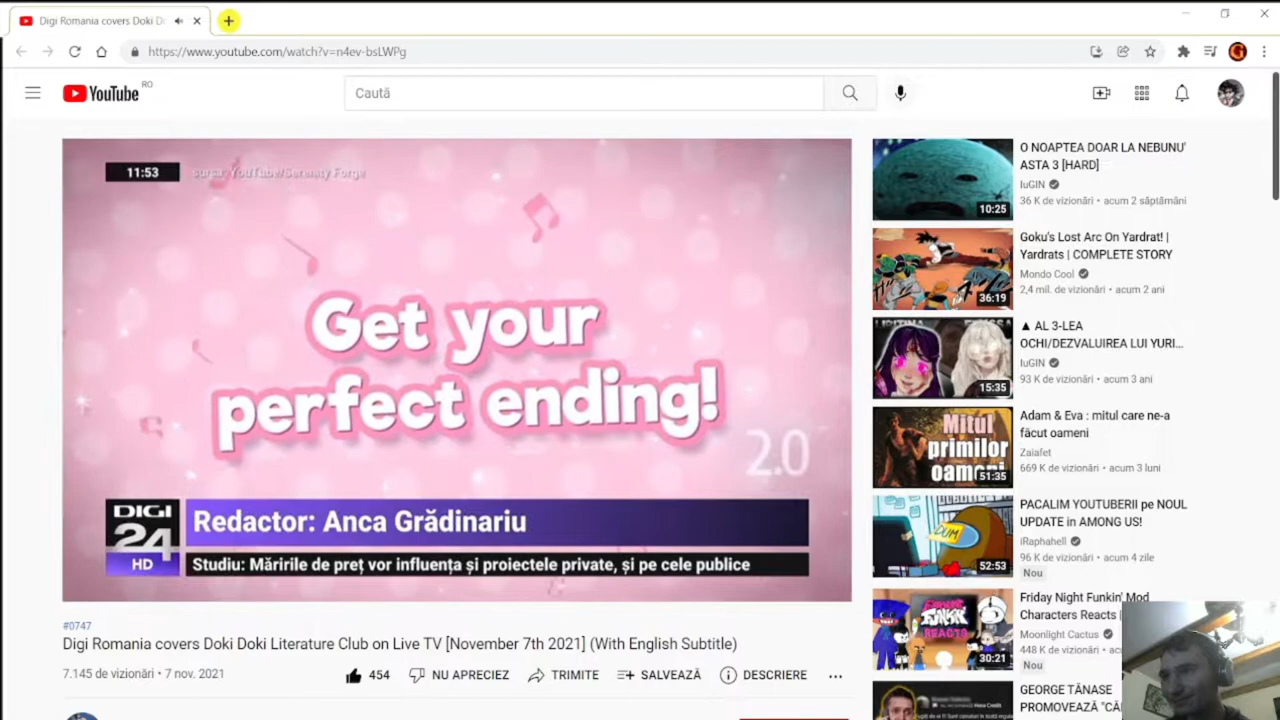 Digi Romania covers Doki Do
https://www.youtube.com/watch?v=n4ev-bsLWPg
YouTube RO
Caută
11:53
sursa: YouTube/Serenity Forge
Get your
perfect ending!
2.0
DIGI
24
HD
Redactor: Anca Grădinariu
Studiu: Măririle de preț vor influența și proiectele private, și pe cele publice
#0747
Digi Romania covers Doki Doki Literature Club on Live TV [November 7th 2021] (With English Subtitle)
7.145 de vizionări • 7 nov. 2021
454
NU APRECIEZ
TRIMITE
SALVEAZĂ
DESCRIERE
10:25
O NOAPTEA DOAR LA NEBUNU'
ASTA 3 [HARD]
IuGIN
36 K de vizionări • acum 2 săptămâni
36:19
Goku's Lost Arc On Yardrat! |
Yardrats | COMPLETE STORY
Mondo Cool
2,4 mil. de vizionări • acum 2 ani
15:35
▲ AL 3-LEA
OCHI/DEZVALUIREA LUI YURI...
IuGIN
93 K de vizionări • acum 3 ani
Mitul
primilor
oameni
51:35
Adam & Eva : mitul care ne-a
făcut oameni
Zaiafet
669 K de vizionări • acum 3 luni
DUM
52:53
PACALIM YOUTUBERII pe NOUL
UPDATE in AMONG US!
iRaphahell
96 K de vizionări • acum 4 zile
Nou
FRIDAY NIGHT
FUNKIN'
REACTS
30:21
Friday Night Funkin' Mod
Characters Reacts |
Moonlight Cactus
448 K de vizionări
Nou
GEORGE TĂNASE
PROMOVEAZĂ "CĂ